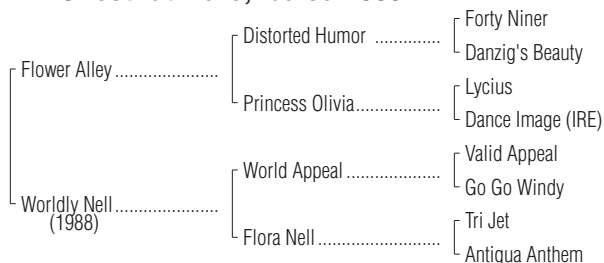 Forty Niner
Distorted Humor
Danzig's Beauty
Flower Alley
Lycius
Princess Olivia
Dance Image (IRE)
Valid Appeal
World Appeal
Go Go Windy
Worldly Nell
(1988)
Tri Jet
Flora Nell
Antigua Anthem